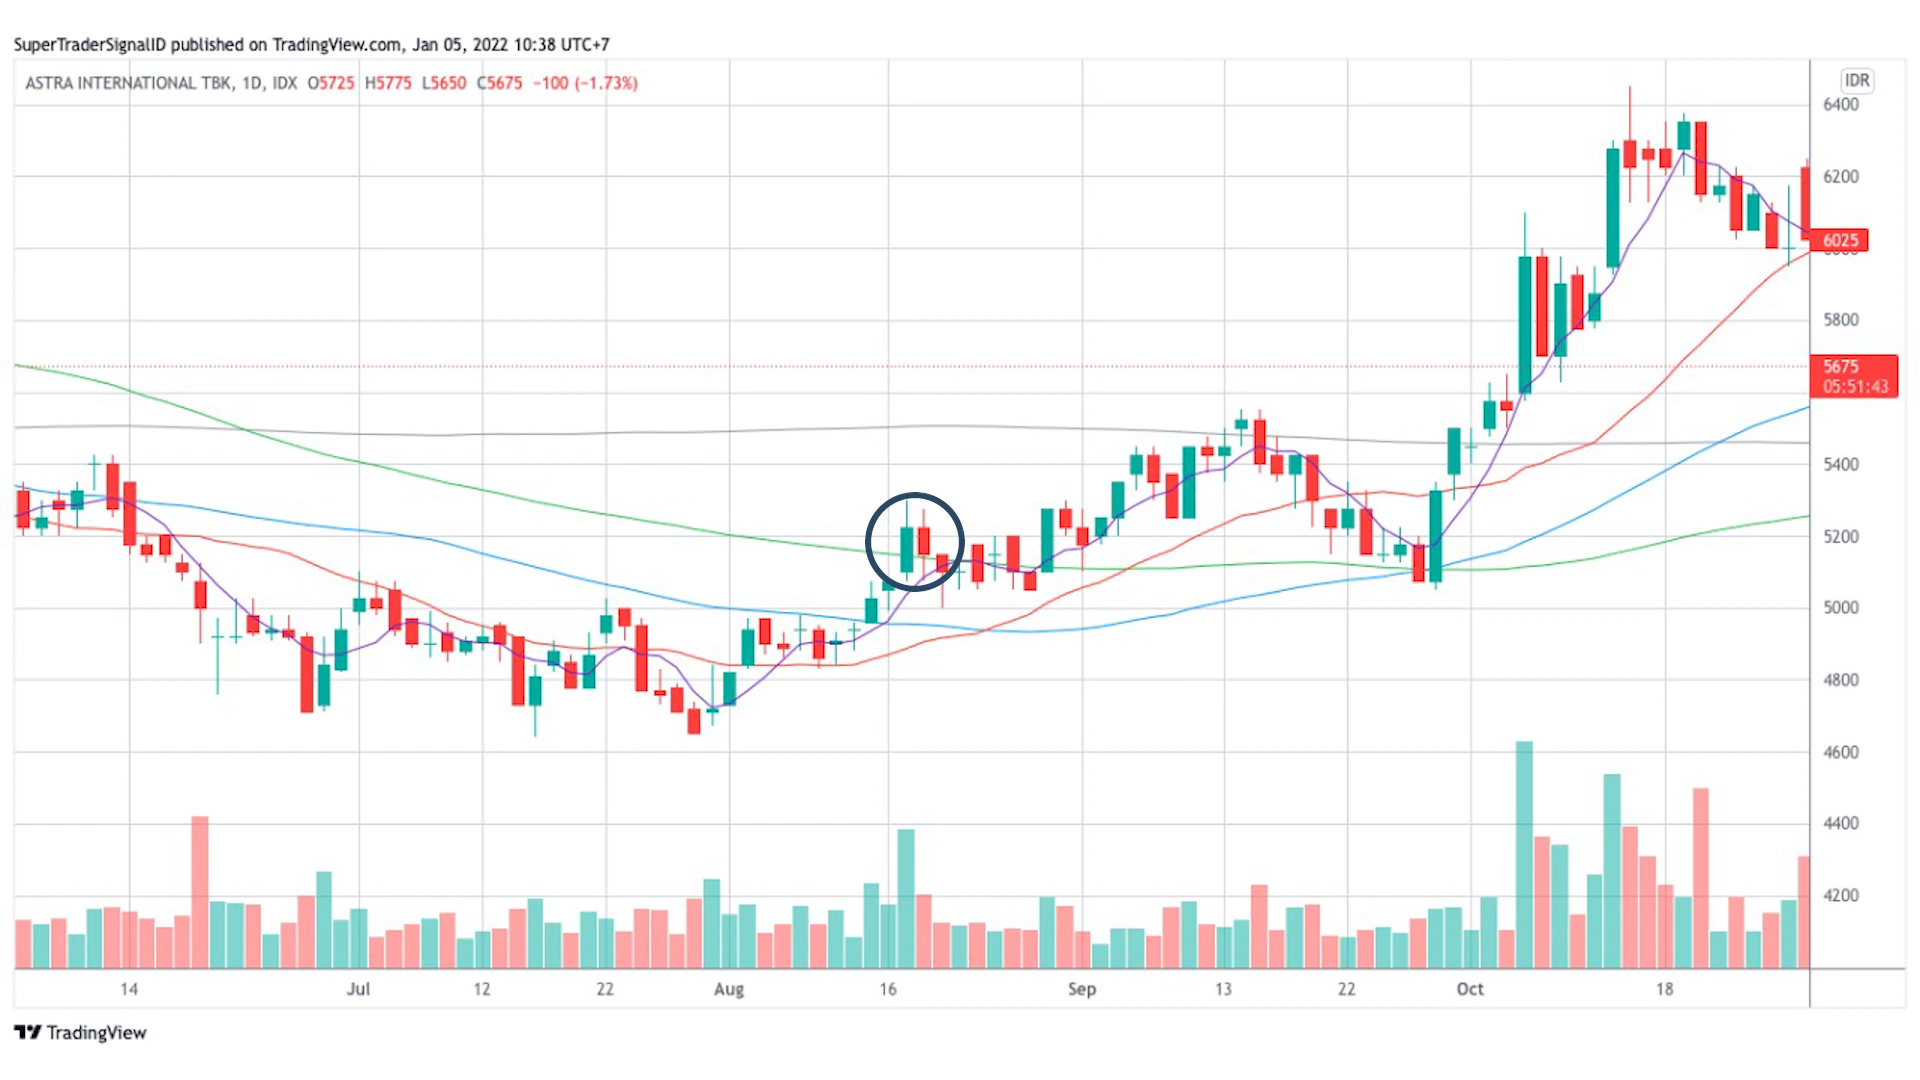 SuperTraderSignalID published on TradingView.com, Jan 05, 2022 10:38 UTC+7
ASTRA INTERNATIONAL TBK, 1D, IDX O5725 H5775 L5650 C5675 −100 (−1.73%)
IDR
6400
6200
6025
6000
5800
5675
05:51:43
5400
5200
5000
4800
4600
4400
4200
14 Jul 12 22 Aug 16 Sep 13 22 Oct 18
TradingView